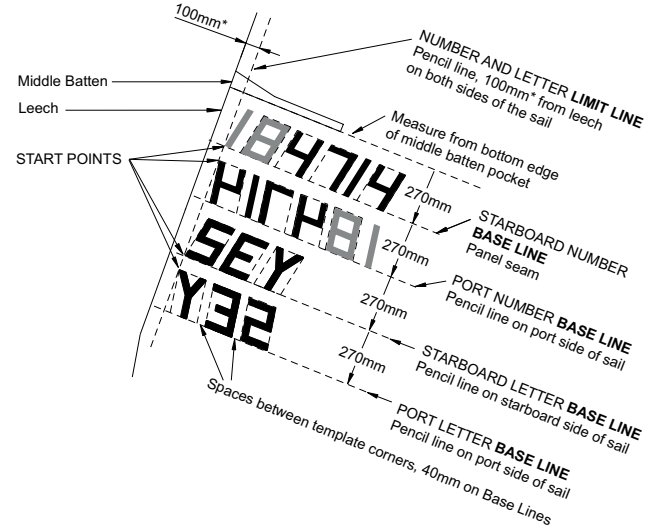 100mm*
NUMBER AND LETTER LIMIT LINE
Pencil line, 100mm* from leech
on both sides of the sail
Middle Batten
Leech
START POINTS
Measure from bottom edge
of middle batten pocket
184714
184714
SEY
SEY
270mm
270mm
270mm
270mm
STARBOARD NUMBER
BASE LINE
Panel seam
PORT NUMBER BASE LINE
Pencil line on port side of sail
STARBOARD LETTER BASE LINE
Pencil line on starboard side of sail
PORT LETTER BASE LINE
Pencil line on port side of sail
Spaces between template corners, 40mm on Base Lines